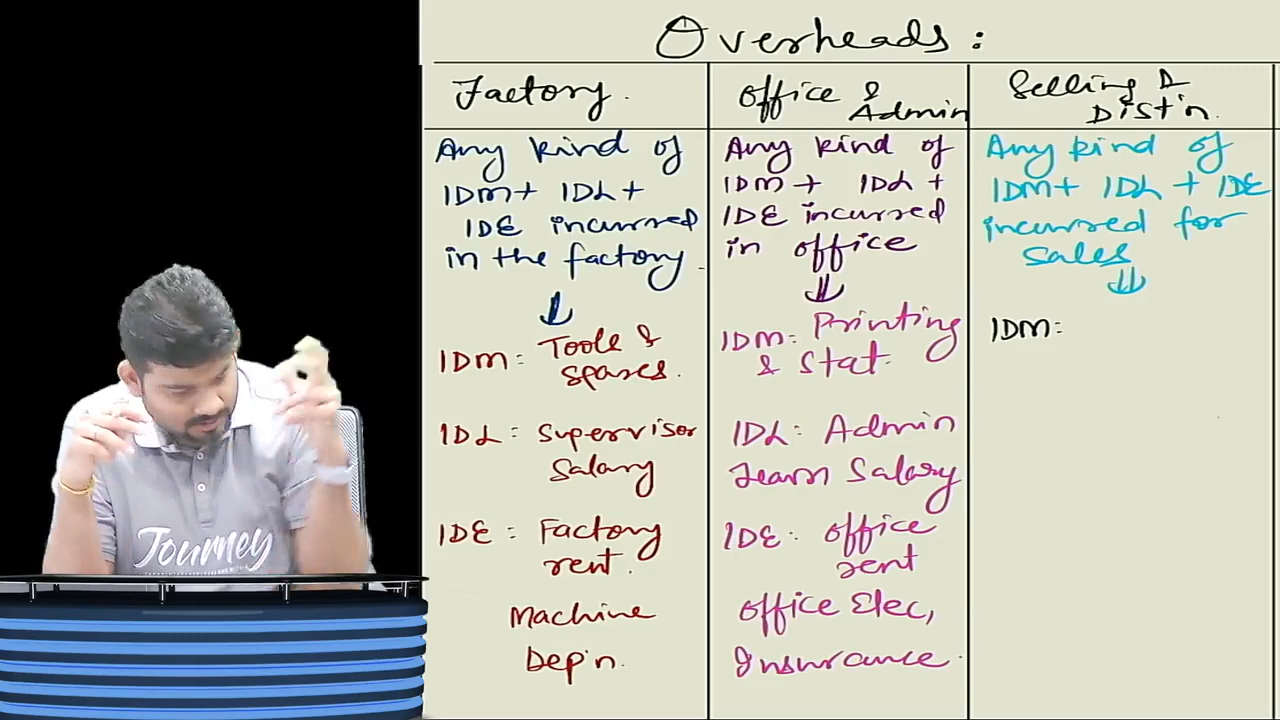 Overheads:
Factory.
Any kind of
IDM+ IDL+
IDE incurred
in the factory.
IDM: Tools &
spares.
IDL: Supervisor
Salary
IDE: Factory
rent.
Machine
Dep'n.
Office &
Admin
Any kind of
IDM+ IDL+
IDE incurred
in office
IDM: Printing
& Stat.
IDL: Admin
Team Salary
IDE: Office
rent
Office Elec,
Insurance.
Selling &
Dist'n.
Any kind of
IDM+ IDL + IDE
incurred for
Sales
IDM:
Journey